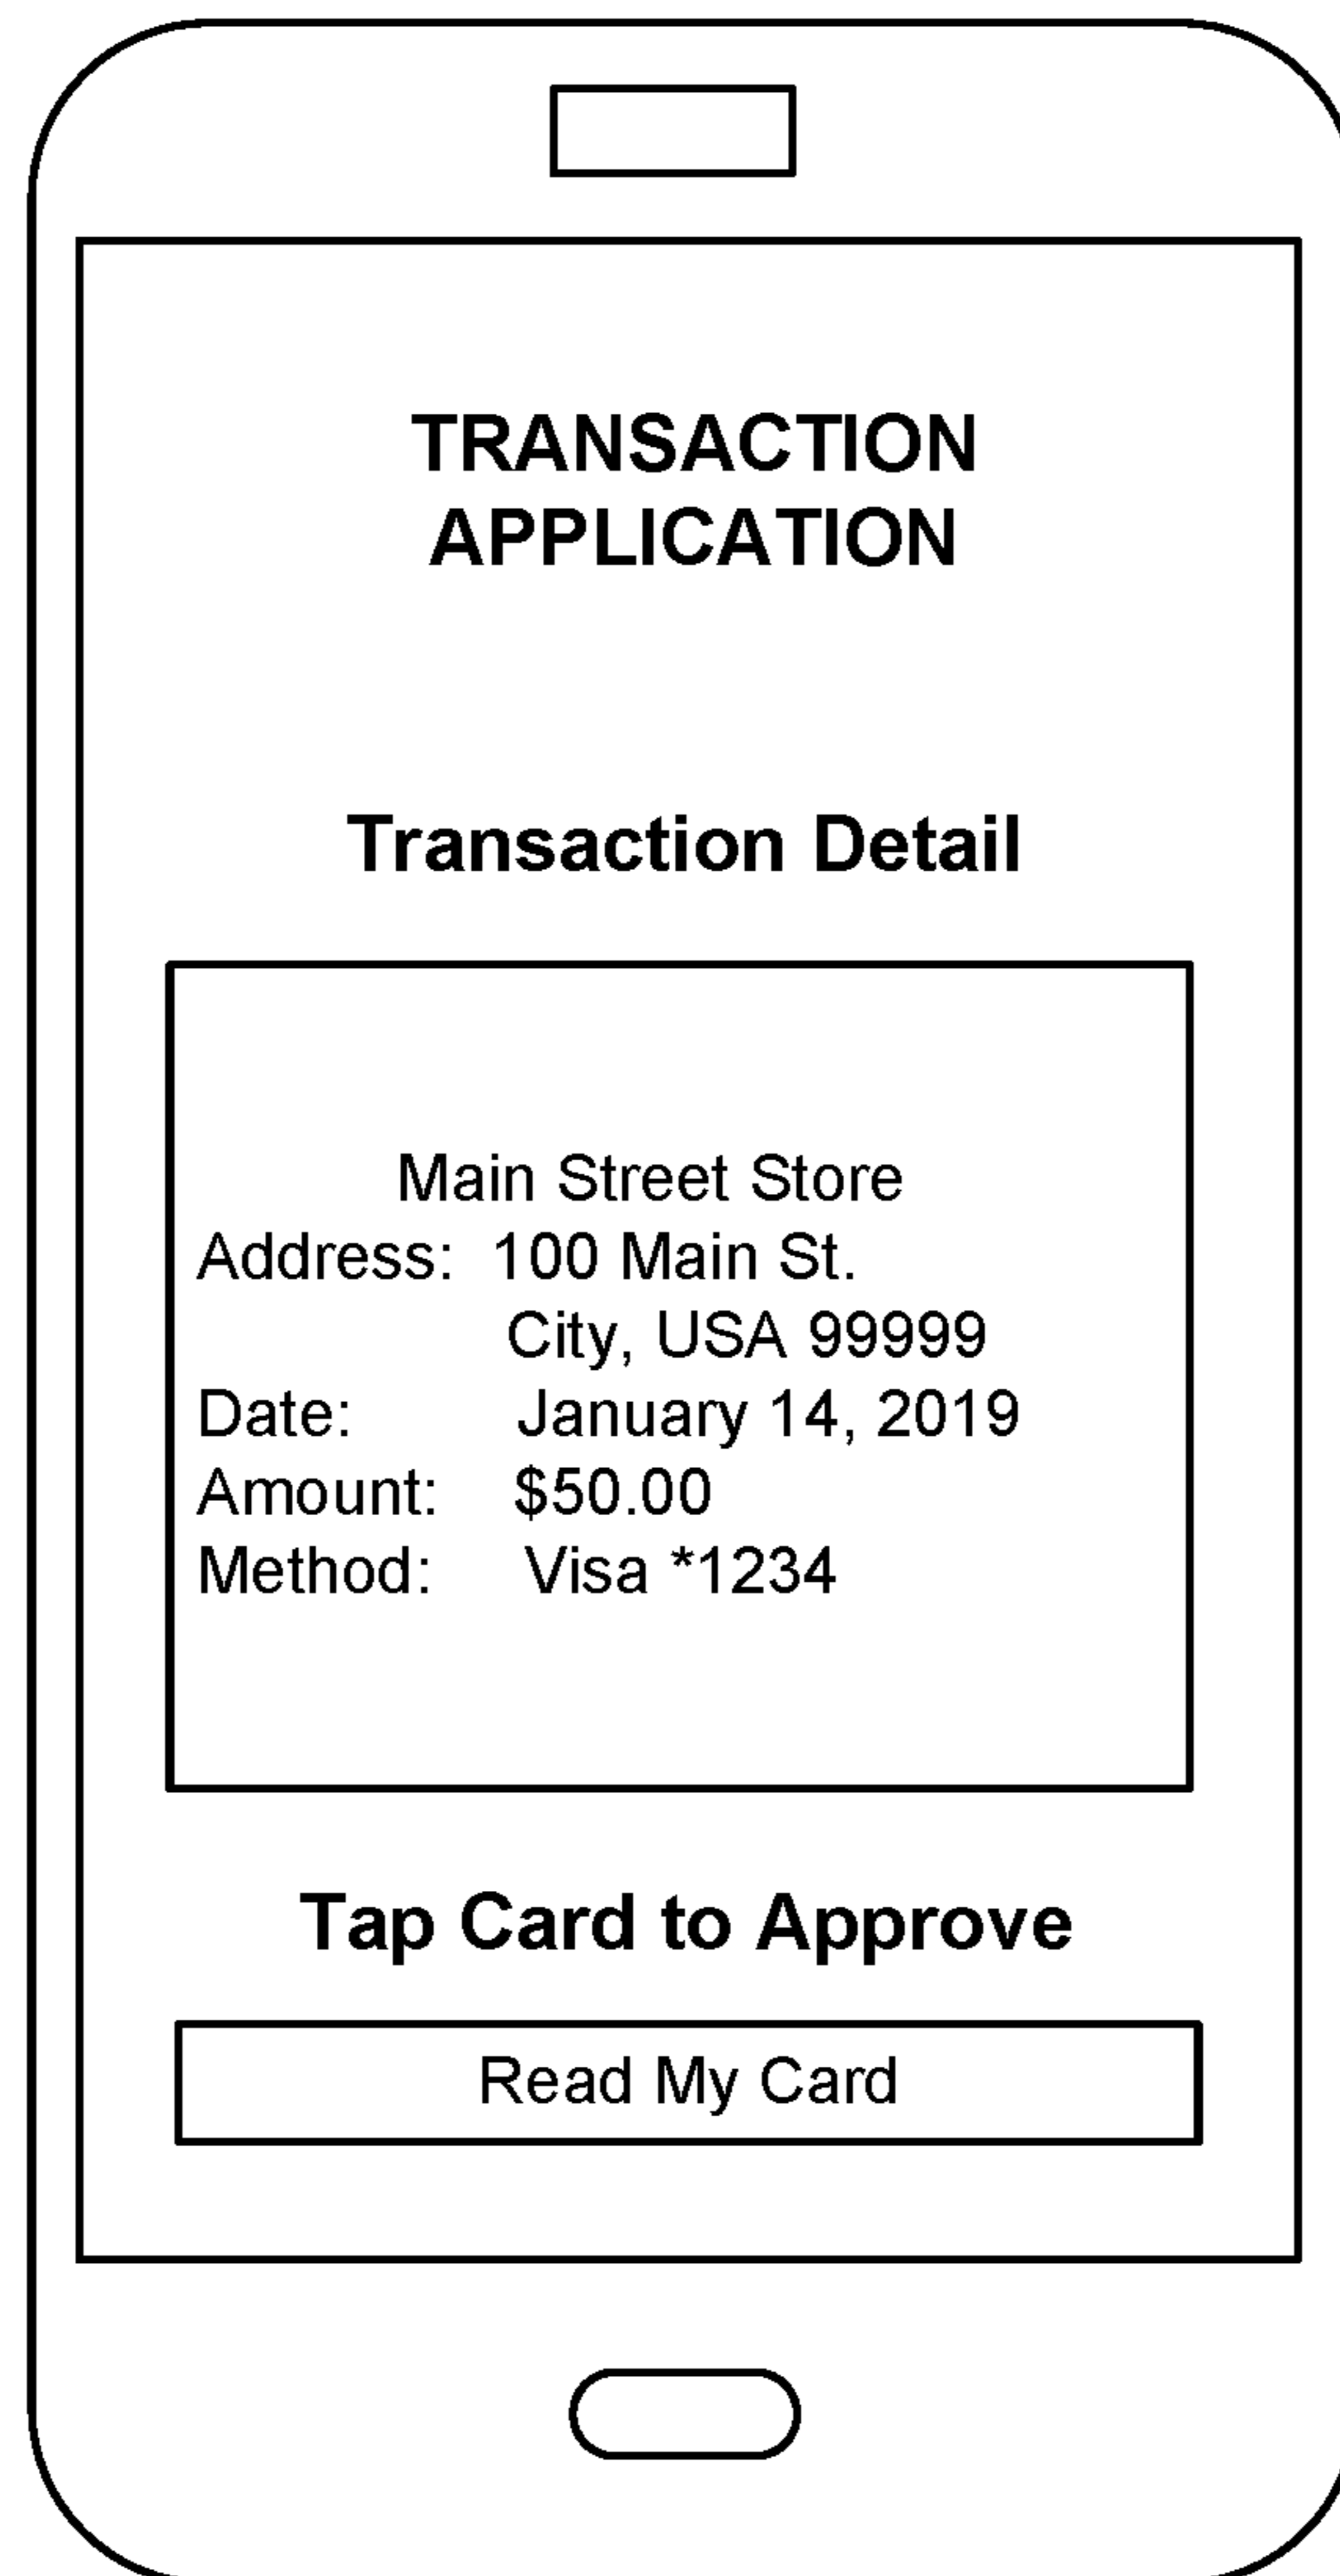 TRANSACTION
APPLICATION
Transaction Detail
Main Street Store
Address: 100 Main St.
City, USA 99999
Date: January 14, 2019
Amount: $50.00
Method: Visa *1234
Tap Card to Approve
Read My Card